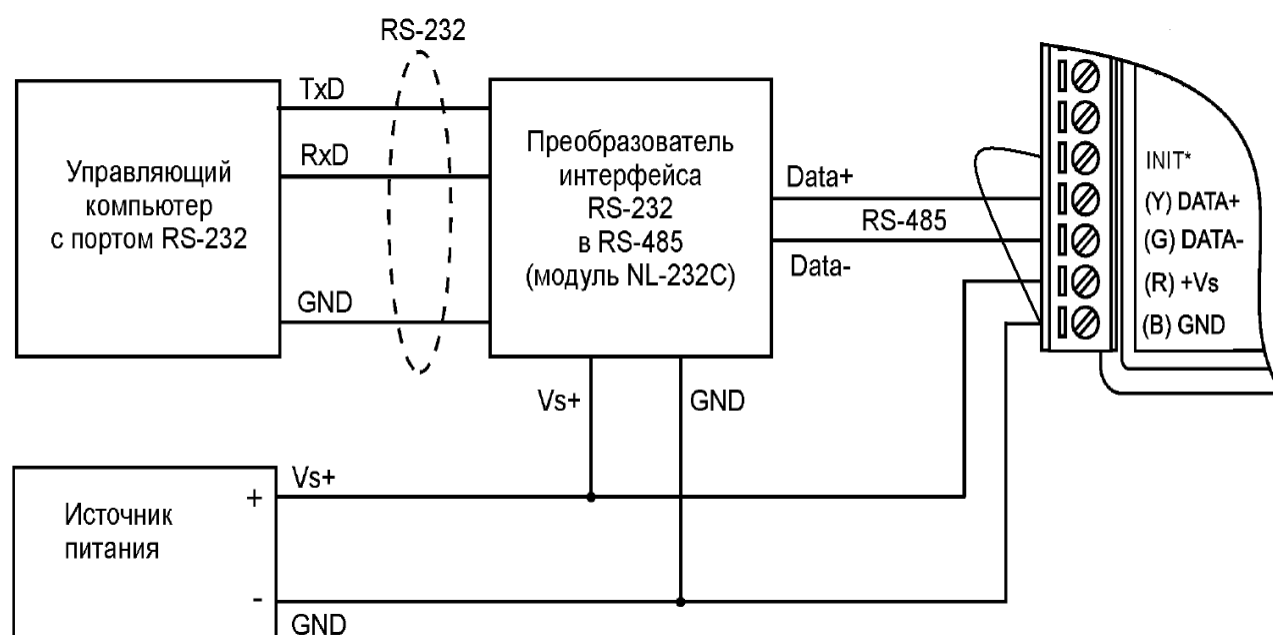 RS-232
TxD
RxD
GND
Управляющий
компьютер
с портом RS-232
Преобразователь
интерфейса
RS-232
в RS-485
(модуль NL-232C)
Data+
RS-485
Data-
INIT*
(Y) DATA+
(G) DATA-
(R) +Vs
(B) GND
Vs+
GND
Источник
питания
+
Vs+
-
GND